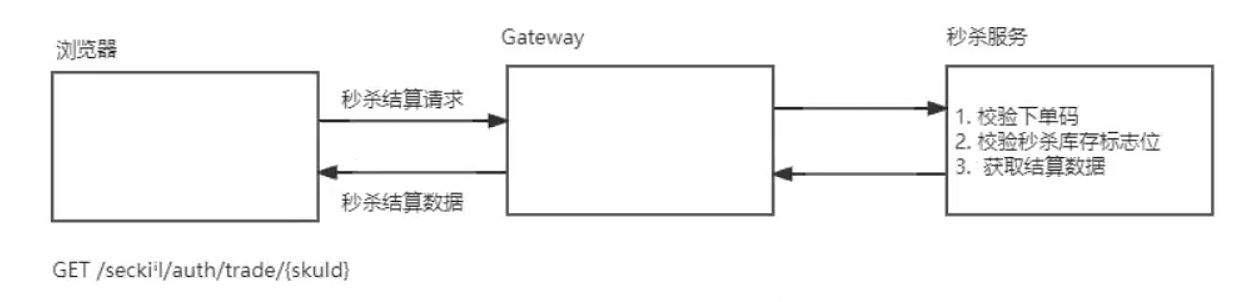 浏览器
Gateway
秒杀服务
秒杀结算请求
秒杀结算数据
1. 校验下单码
2. 校验秒杀库存标志位
3. 获取结算数据
GET /seckill/auth/trade/{skuId}